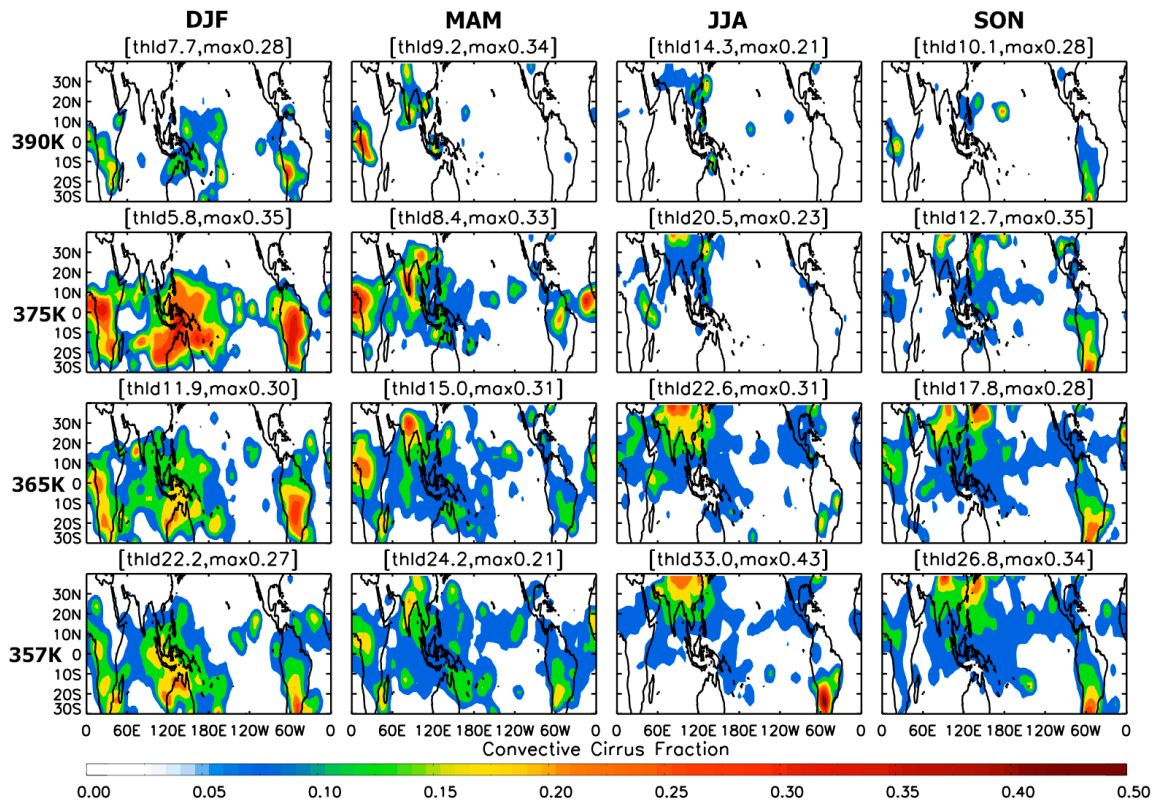 DJF MAM JJA SON
[thld7.7,max0.28] [thld9.2,max0.34] [thld14.3,max0.21] [thld10.1,max0.28]
30N
20N
10N
390K 0
10S
20S
30S
[thld5.8,max0.35] [thld8.4,max0.33] [thld20.5,max0.23] [thld12.7,max0.35]
30N
20N
10N
375K 0
10S
20S
30S
[thld11.9,max0.30] [thld15.0,max0.31] [thld22.6,max0.31] [thld17.8,max0.28]
30N
20N
10N
365K 0
10S
20S
30S
[thld22.2,max0.27] [thld24.2,max0.21] [thld33.0,max0.43] [thld26.8,max0.34]
30N
20N
10N
357K 0
10S
20S
30S
0 60E 120E 180E 120W 60W 0 60E 120E 180E 120W 60W 0 60E 120E 180E 120W 60W 0 60E 120E 180E 120W 60W 0
Convective Cirrus Fraction
0.00 0.05 0.10 0.15 0.20 0.25 0.30 0.35 0.40 0.50